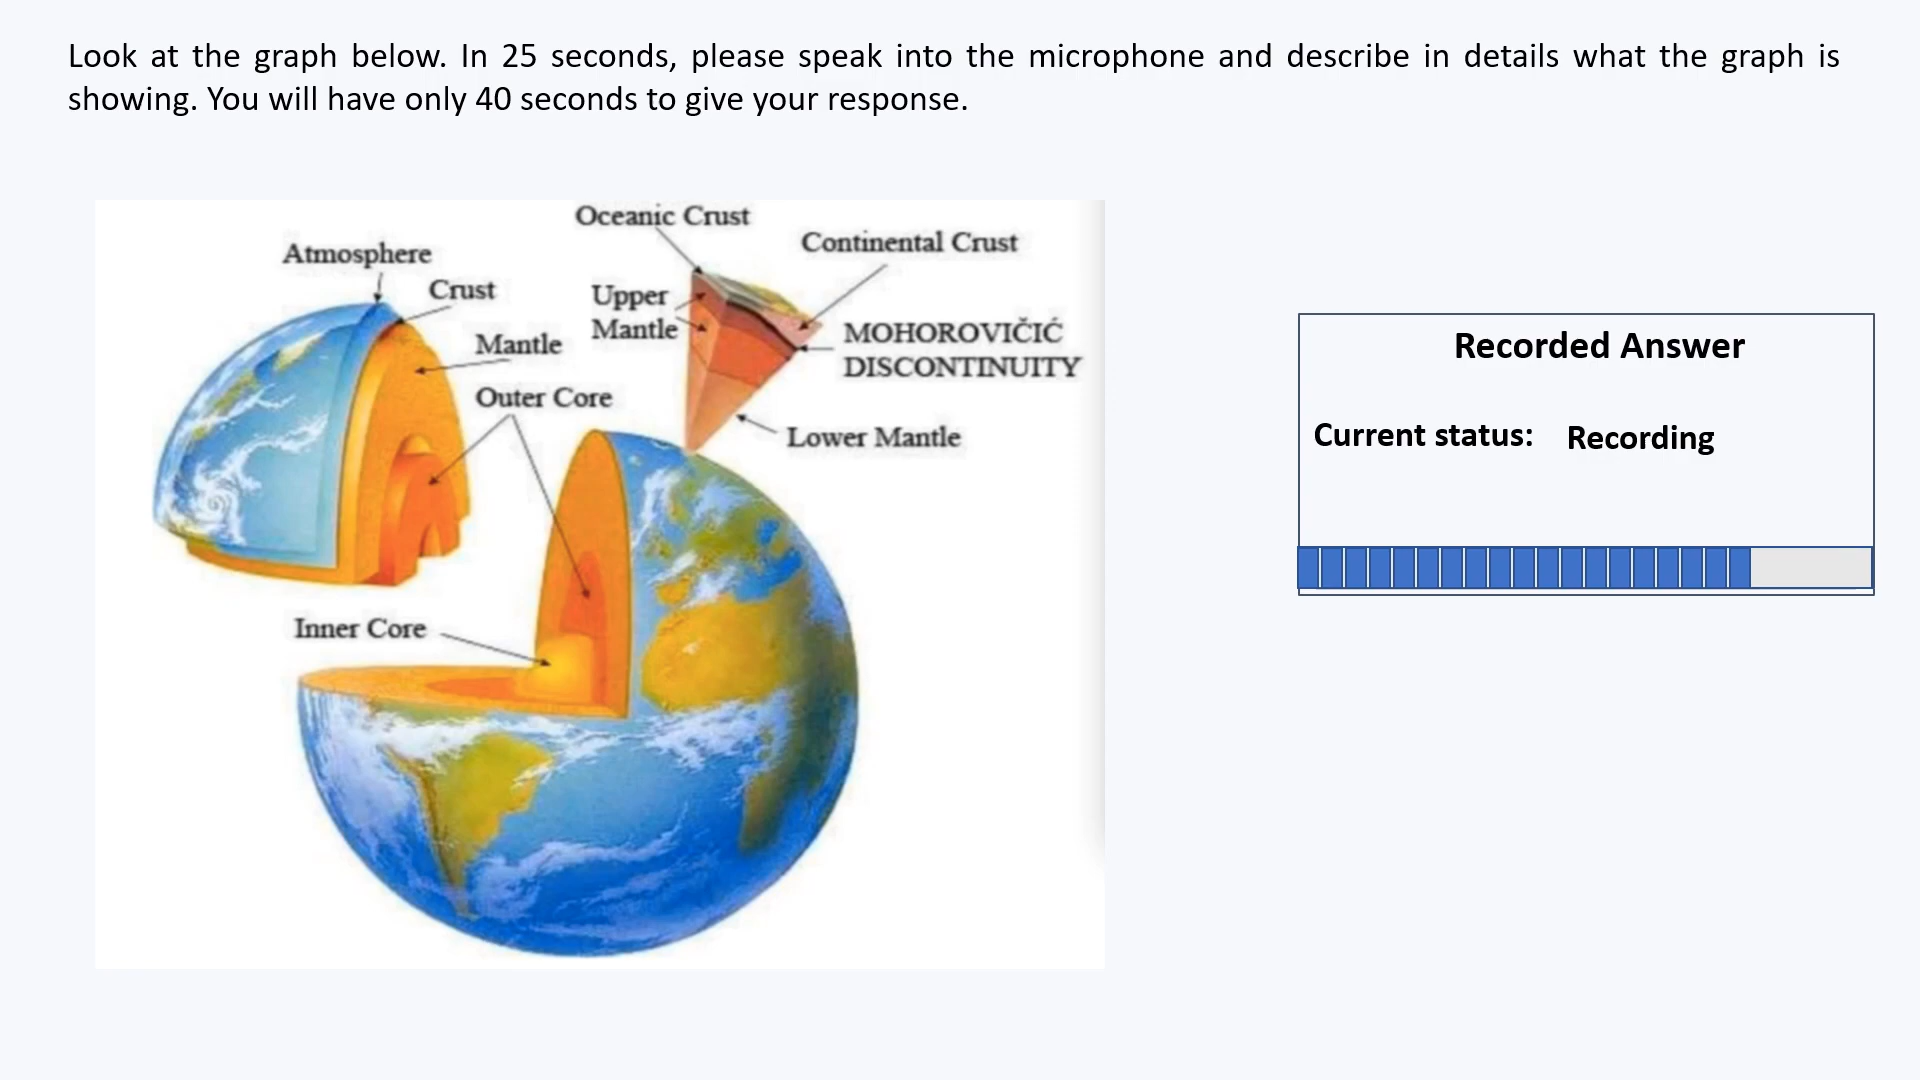 Look at the graph below. In 25 seconds, please speak into the microphone and describe in details what the graph is
showing. You will have only 40 seconds to give your response.
Oceanic Crust
Continental Crust
Atmosphere
Crust
Upper
Mantle
MOHOROVIČIĆ
DISCONTINUITY
Mantle
Outer Core
Lower Mantle
Inner Core
Recorded Answer
Current status: Recording